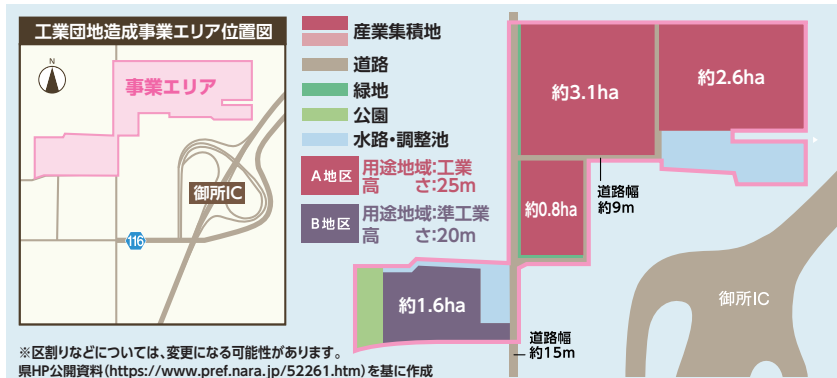 工業団地造成事業エリア位置図
N
事業エリア
御所IC
116
産業集積地
道路
緑地
公園
水路・調整池
A地区
用途地域:工業
高 さ:25m
B地区
用途地域:準工業
高 さ:20m
約3.1ha
約2.6ha
約0.8ha
道路幅
約9m
約1.6ha
御所IC
道路幅
約15m
※区割りなどについては、変更になる可能性があります。
県HP公開資料(https://www.pref.nara.jp/52261.htm)を基に作成